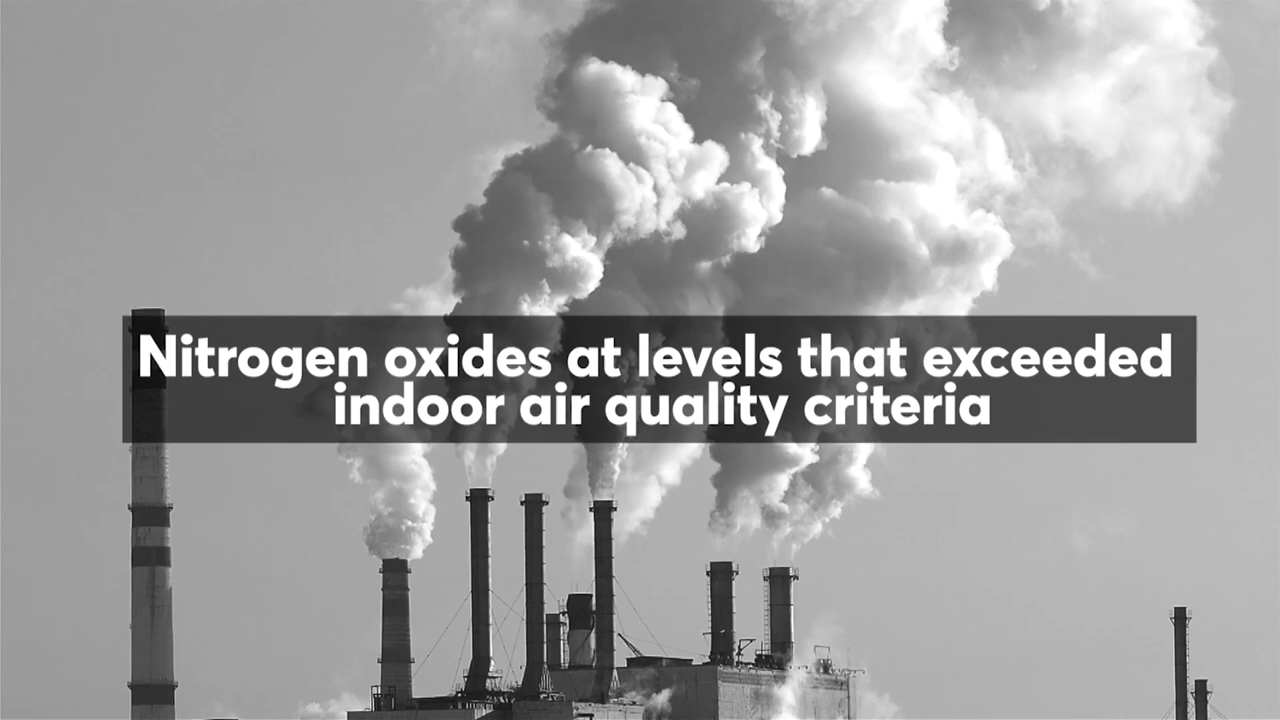 Nitrogen oxides at levels that exceeded
indoor air quality criteria